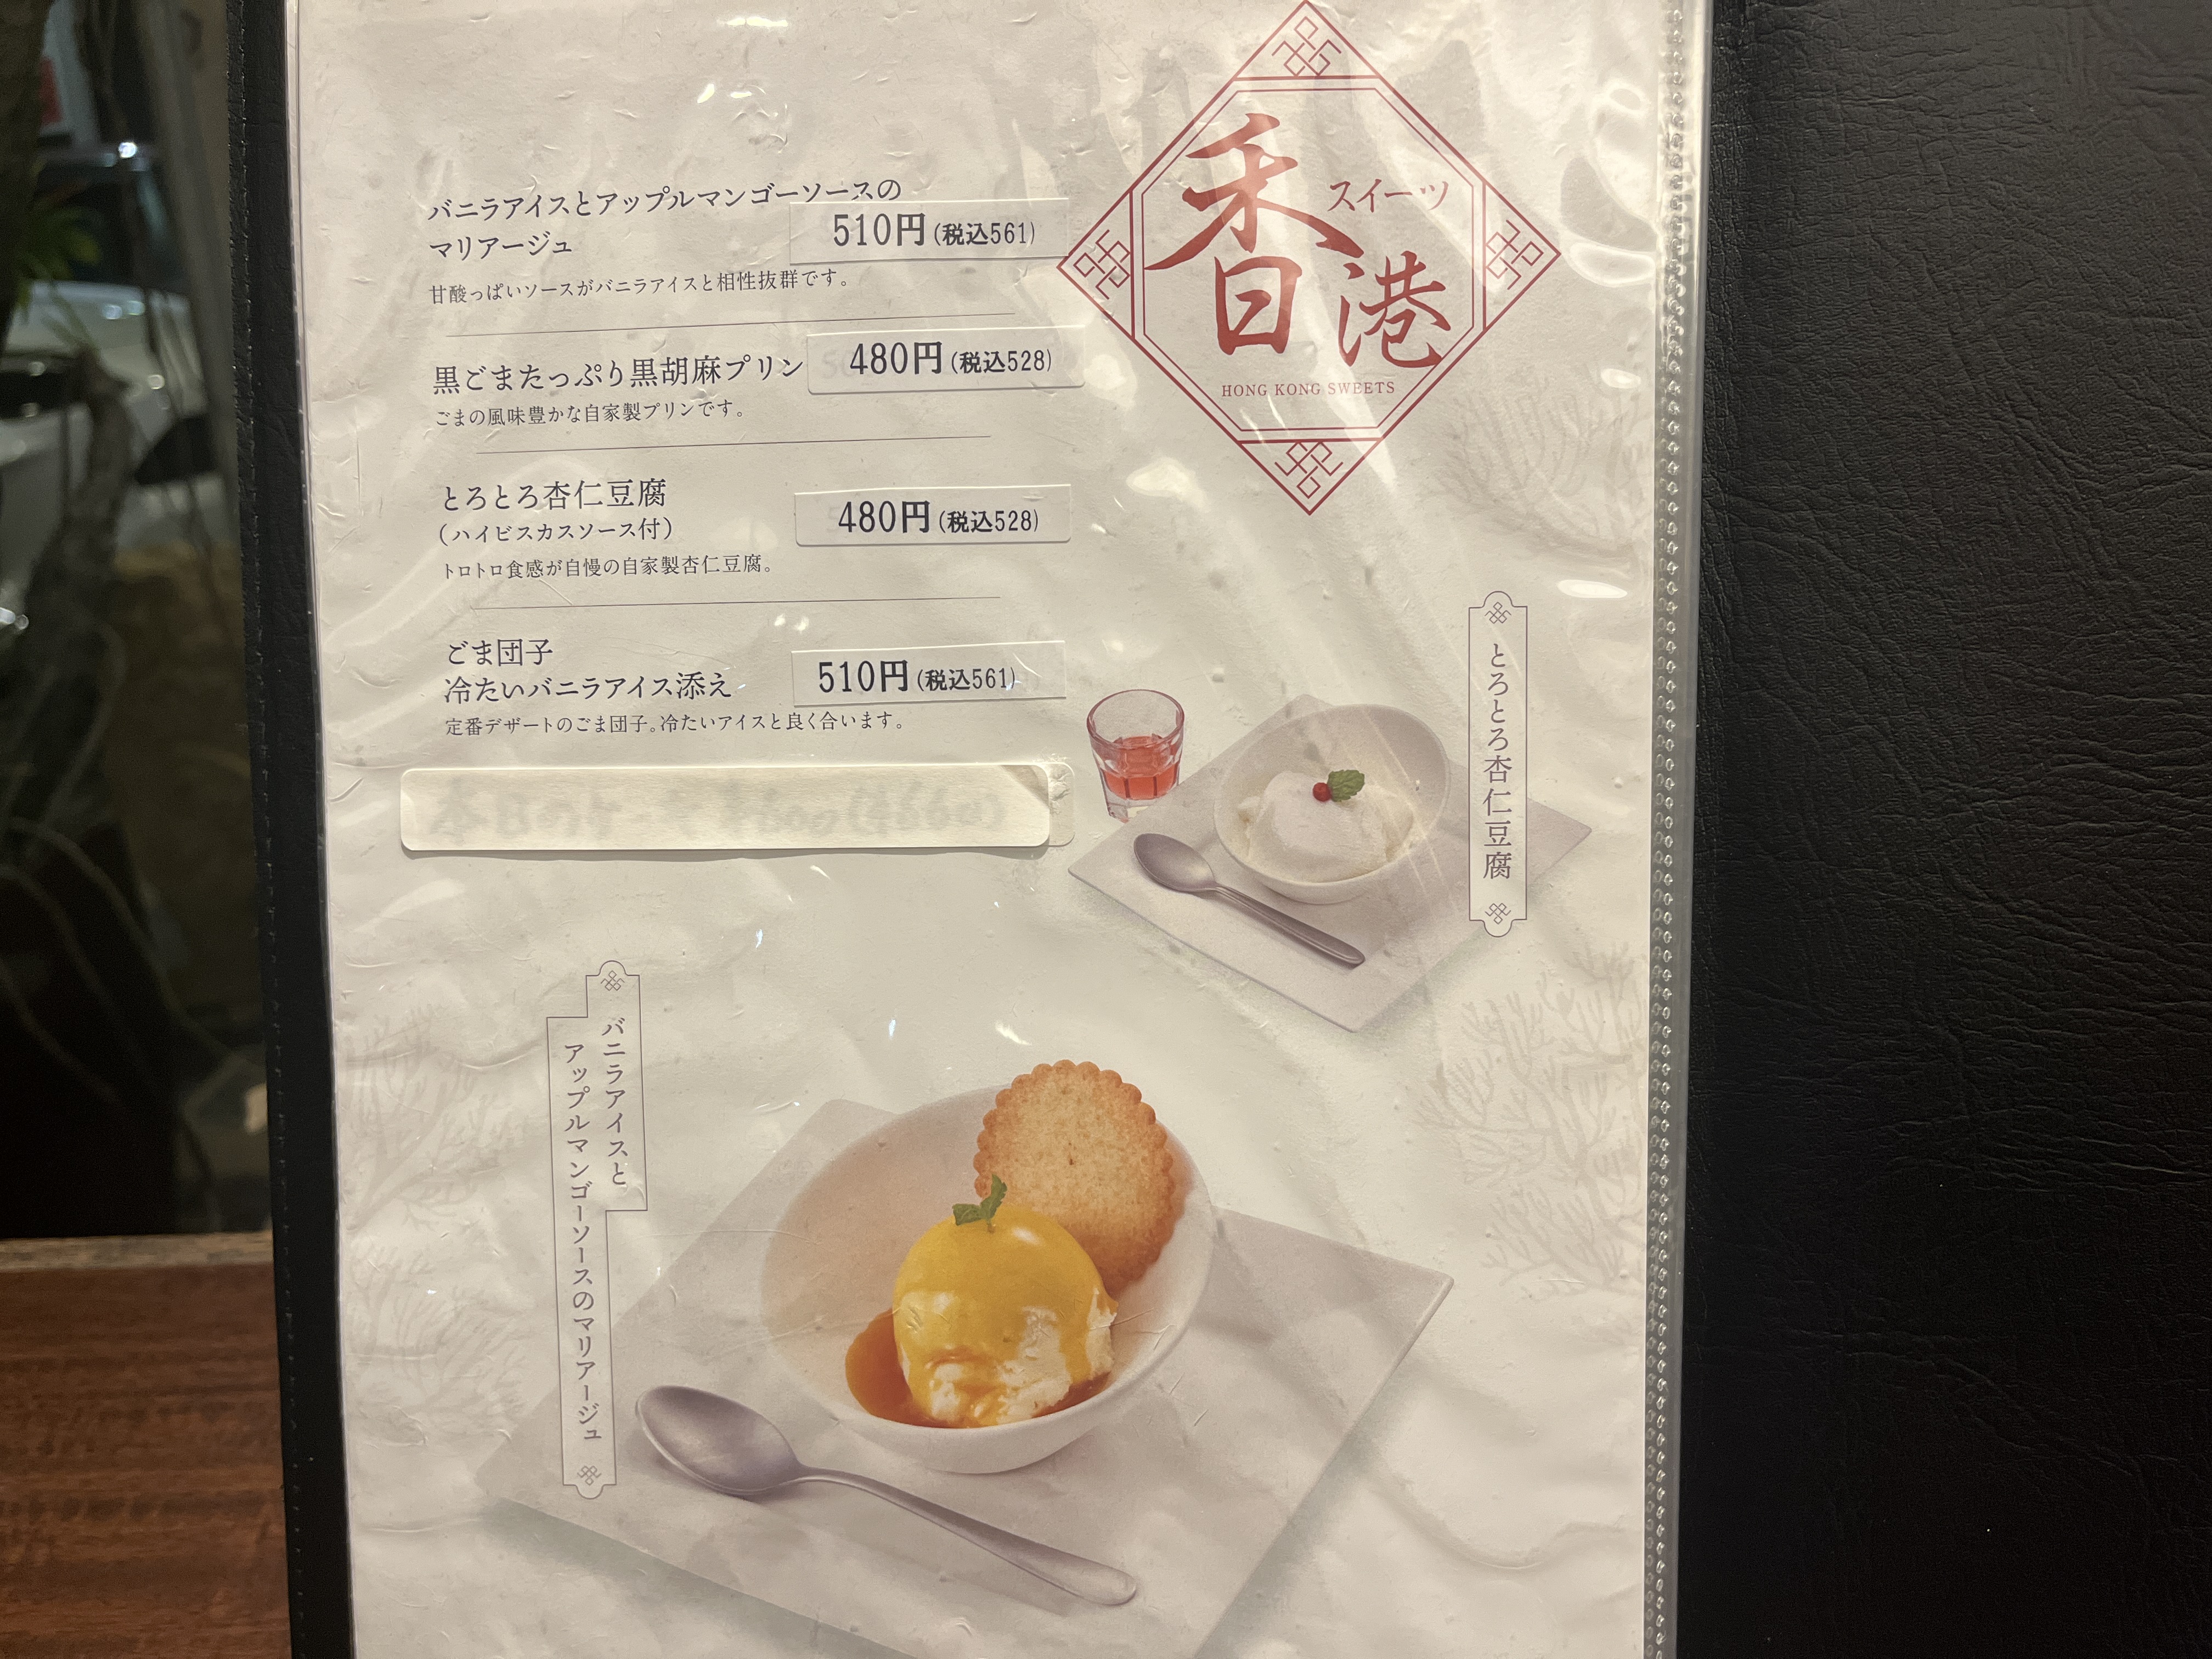 バニラアイスとアップルマンゴーソースの
マリアージュ
510円(税込561)
甘酸っぱいソースがバニラアイスと相性抜群です。
黒ごまたっぷり黒胡麻プリン
480円(税込528)
ごまの風味豊かな自家製プリンです。
とろとろ杏仁豆腐
(ハイビスカスソース付)
480円(税込528)
トロトロ食感が自慢の自家製杏仁豆腐。
ごま団子
冷たいバニラアイス添え
510円(税込561)
定番デザートのごま団子。冷たいアイスと良く合います。
香港
スイーツ
HONG KONG SWEETS
とろとろ杏仁豆腐
バニラアイスと
アップルマンゴーソースのマリアージュ